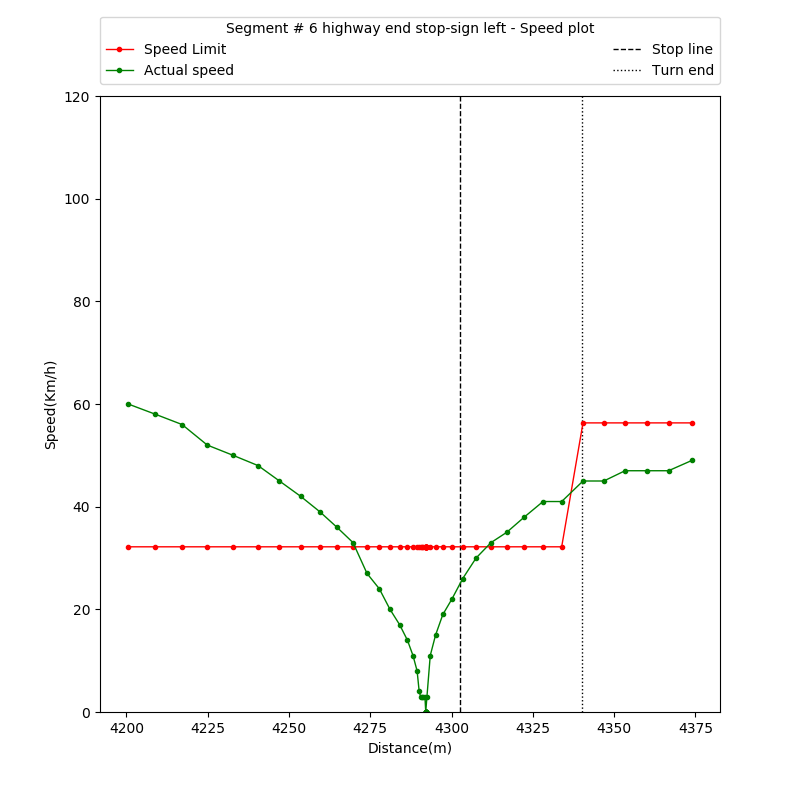 Segment # 6 highway end stop-sign left - Speed plot
Speed Limit
Actual speed
Stop line
Turn end
120
100
80
60
40
20
0
Speed(Km/h)
4200 4225 4250 4275 4300 4325 4350 4375
Distance(m)